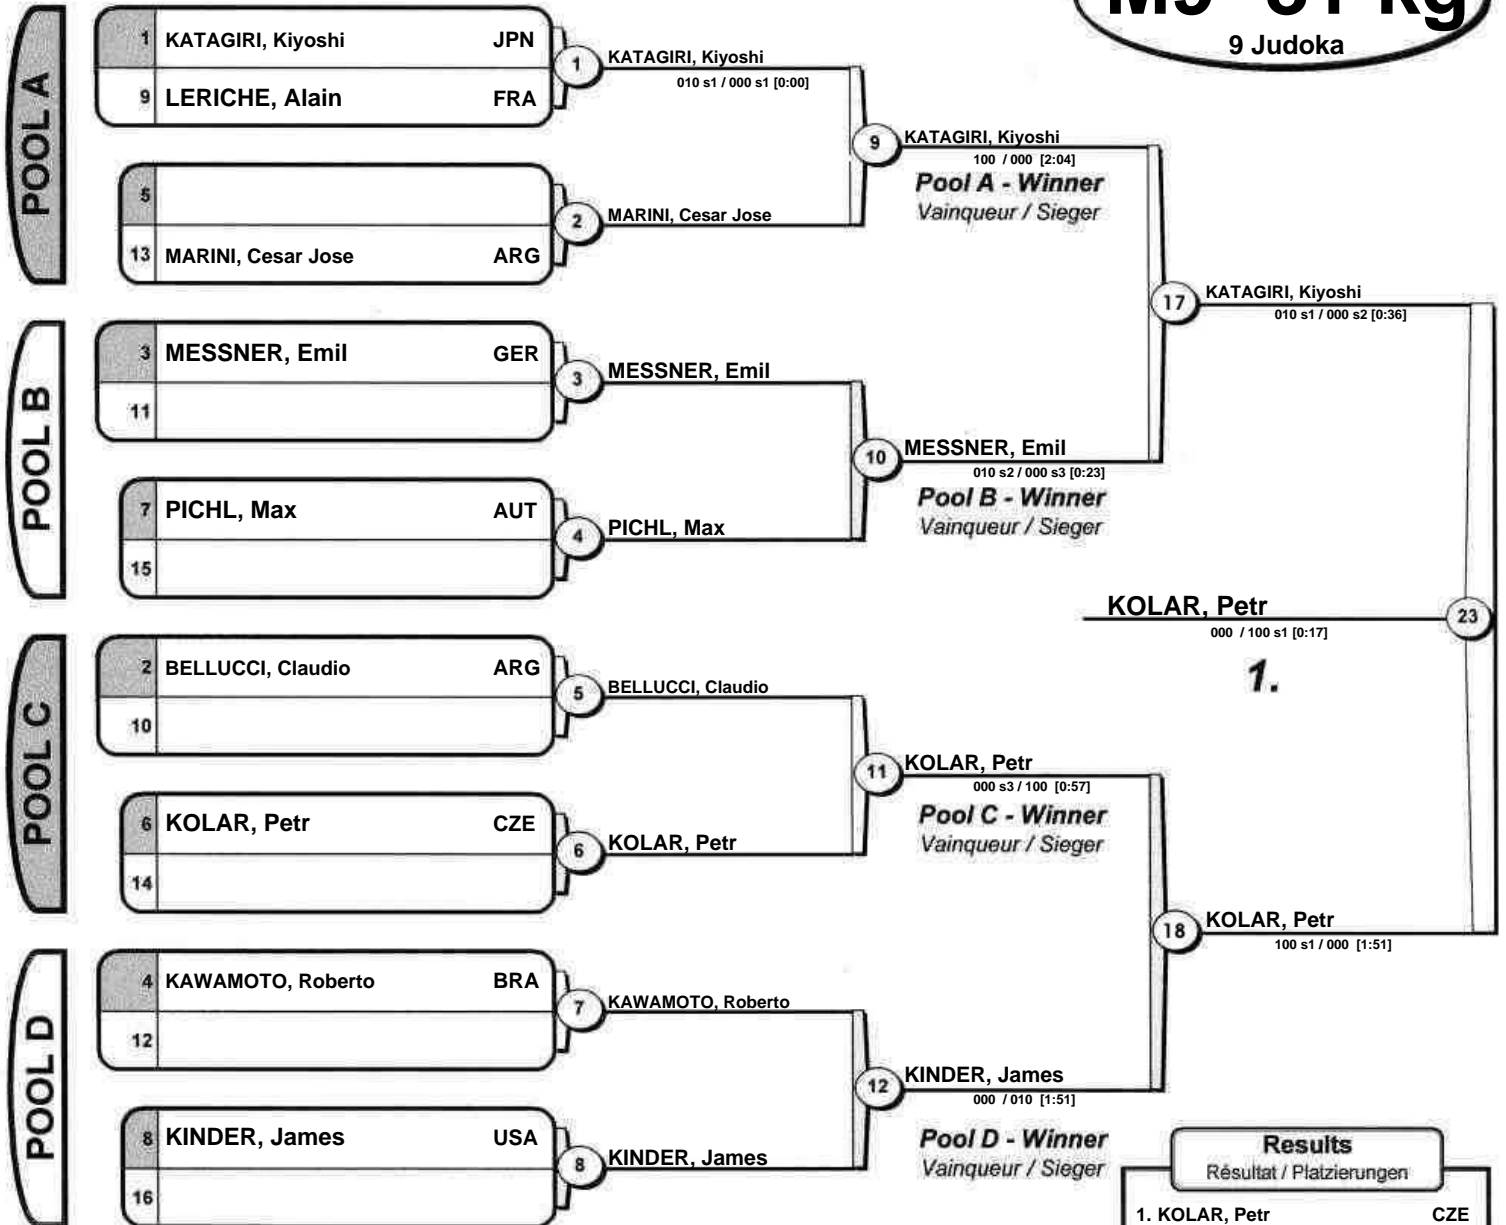 M9 -81 kg
9 Judoka
POOL A
1 KATAGIRI, Kiyoshi JPN
9 LERICHE, Alain FRA
1
KATAGIRI, Kiyoshi
010 s1 / 000 s1 [0:00]
5
13 MARINI, Cesar Jose ARG
2
MARINI, Cesar Jose
9
KATAGIRI, Kiyoshi
100 / 000 [2:04]
Pool A - Winner
Vainqueur / Sieger
POOL B
3 MESSNER, Emil GER
11
3
MESSNER, Emil
7 PICHL, Max AUT
15
4
PICHL, Max
10
MESSNER, Emil
010 s2 / 000 s3 [0:23]
Pool B - Winner
Vainqueur / Sieger
17
KATAGIRI, Kiyoshi
010 s1 / 000 s2 [0:36]
KOLAR, Petr
000 / 100 s1 [0:17]
1.
23
POOL C
2 BELLUCCI, Claudio ARG
10
5
BELLUCCI, Claudio
6 KOLAR, Petr CZE
14
6
KOLAR, Petr
11
KOLAR, Petr
000 s3 / 100 [0:57]
Pool C - Winner
Vainqueur / Sieger
18
KOLAR, Petr
100 s1 / 000 [1:51]
POOL D
4 KAWAMOTO, Roberto BRA
12
7
KAWAMOTO, Roberto
8 KINDER, James USA
16
8
KINDER, James
12
KINDER, James
000 / 010 [1:51]
Pool D - Winner
Vainqueur / Sieger
Results
Résultat / Platzierungen
1. KOLAR, Petr CZE